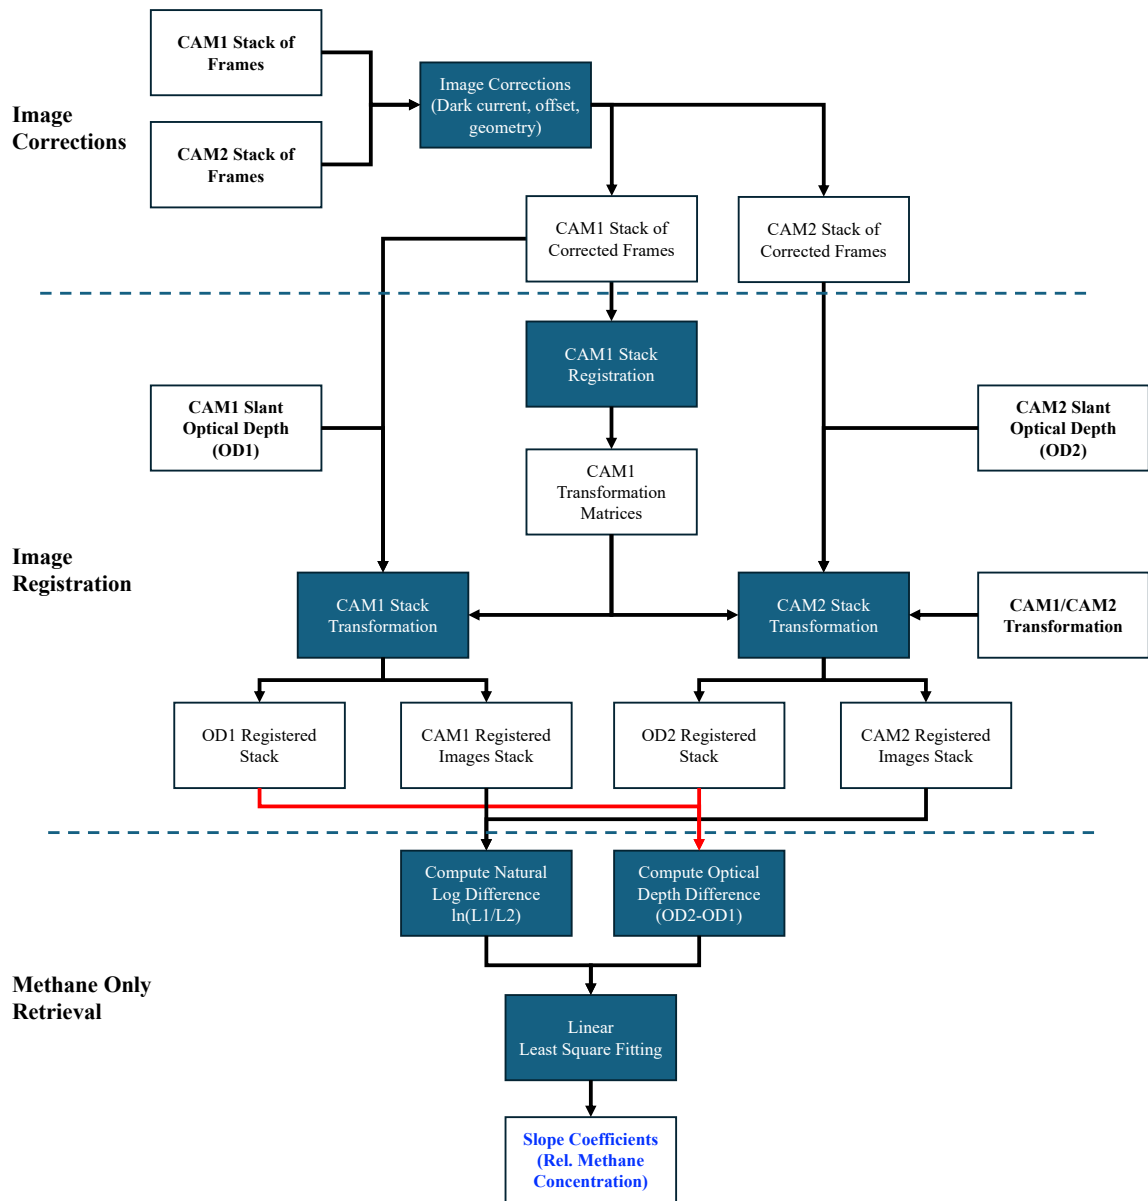 CAM1 Stack of
Frames
Image Corrections
(Dark current, offset,
geometry)
Image
Corrections
CAM2 Stack of
Frames
CAM1 Stack of
Corrected Frames
CAM2 Stack of
Corrected Frames
CAM1 Stack
Registration
CAM1 Slant
Optical Depth
(OD1)
CAM2 Slant
Optical Depth
(OD2)
CAM1
Transformation
Matrices
Image
Registration
CAM1 Stack
Transformation
CAM2 Stack
Transformation
CAM1/CAM2
Transformation
OD1 Registered
Stack
CAM1 Registered
Images Stack
OD2 Registered
Stack
CAM2 Registered
Images Stack
Compute Natural
Log Difference
ln(L1/L2)
Compute Optical
Depth Difference
(OD2-OD1)
Methane Only
Retrieval
Linear
Least Square Fitting
Slope Coefficients
(Rel. Methane
Concentration)